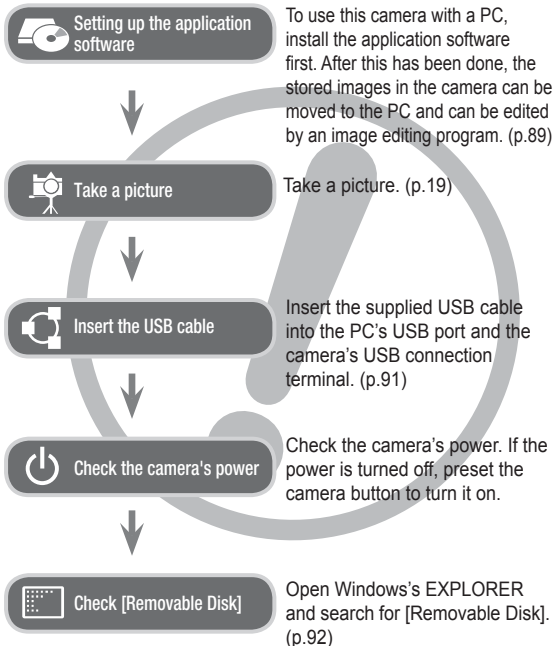 Setting up the application
software
To use this camera with a PC,
install the application software
first. After this has been done, the
stored images in the camera can be
moved to the PC and can be edited
by an image editing program. (p.89)
Take a picture
Take a picture. (p.19)
Insert the USB cable
Insert the supplied USB cable
into the PC's USB port and the
camera's USB connection
terminal. (p.91)
Check the camera's power
Check the camera's power. If the
power is turned off, preset the
camera button to turn it on.
Check [Removable Disk]
Open Windows's EXPLORER
and search for [Removable Disk].
(p.92)